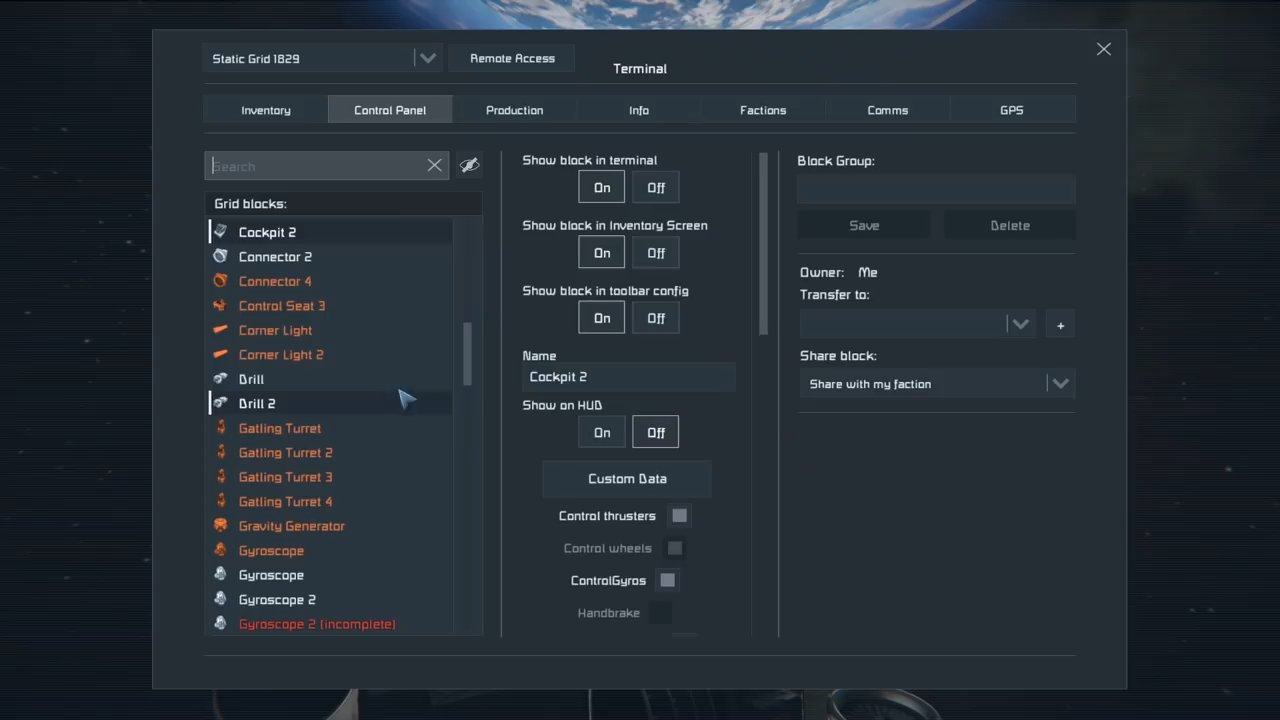 Static Grid 1829
Remote Access
Terminal
Inventory
Control Panel
Production
Info
Factions
Comms
GPS
Search
Grid blocks:
Cockpit 2
Connector 2
Connector 4
Control Seat 3
Corner Light
Corner Light 2
Drill
Drill 2
Gatling Turret
Gatling Turret 2
Gatling Turret 3
Gatling Turret 4
Gravity Generator
Gyroscope
Gyroscope
Gyroscope 2
Gyroscope 2 (incomplete)
Show block in terminal
On Off
Show block in Inventory Screen
On Off
Show block in toolbar config
On Off
Name
Cockpit 2
Show on HUD
On Off
Custom Data
Control thrusters
Control wheels
ControlGyros
Handbrake
Block Group:
Save Delete
Owner: Me
Transfer to:
+
Share block:
Share with my faction